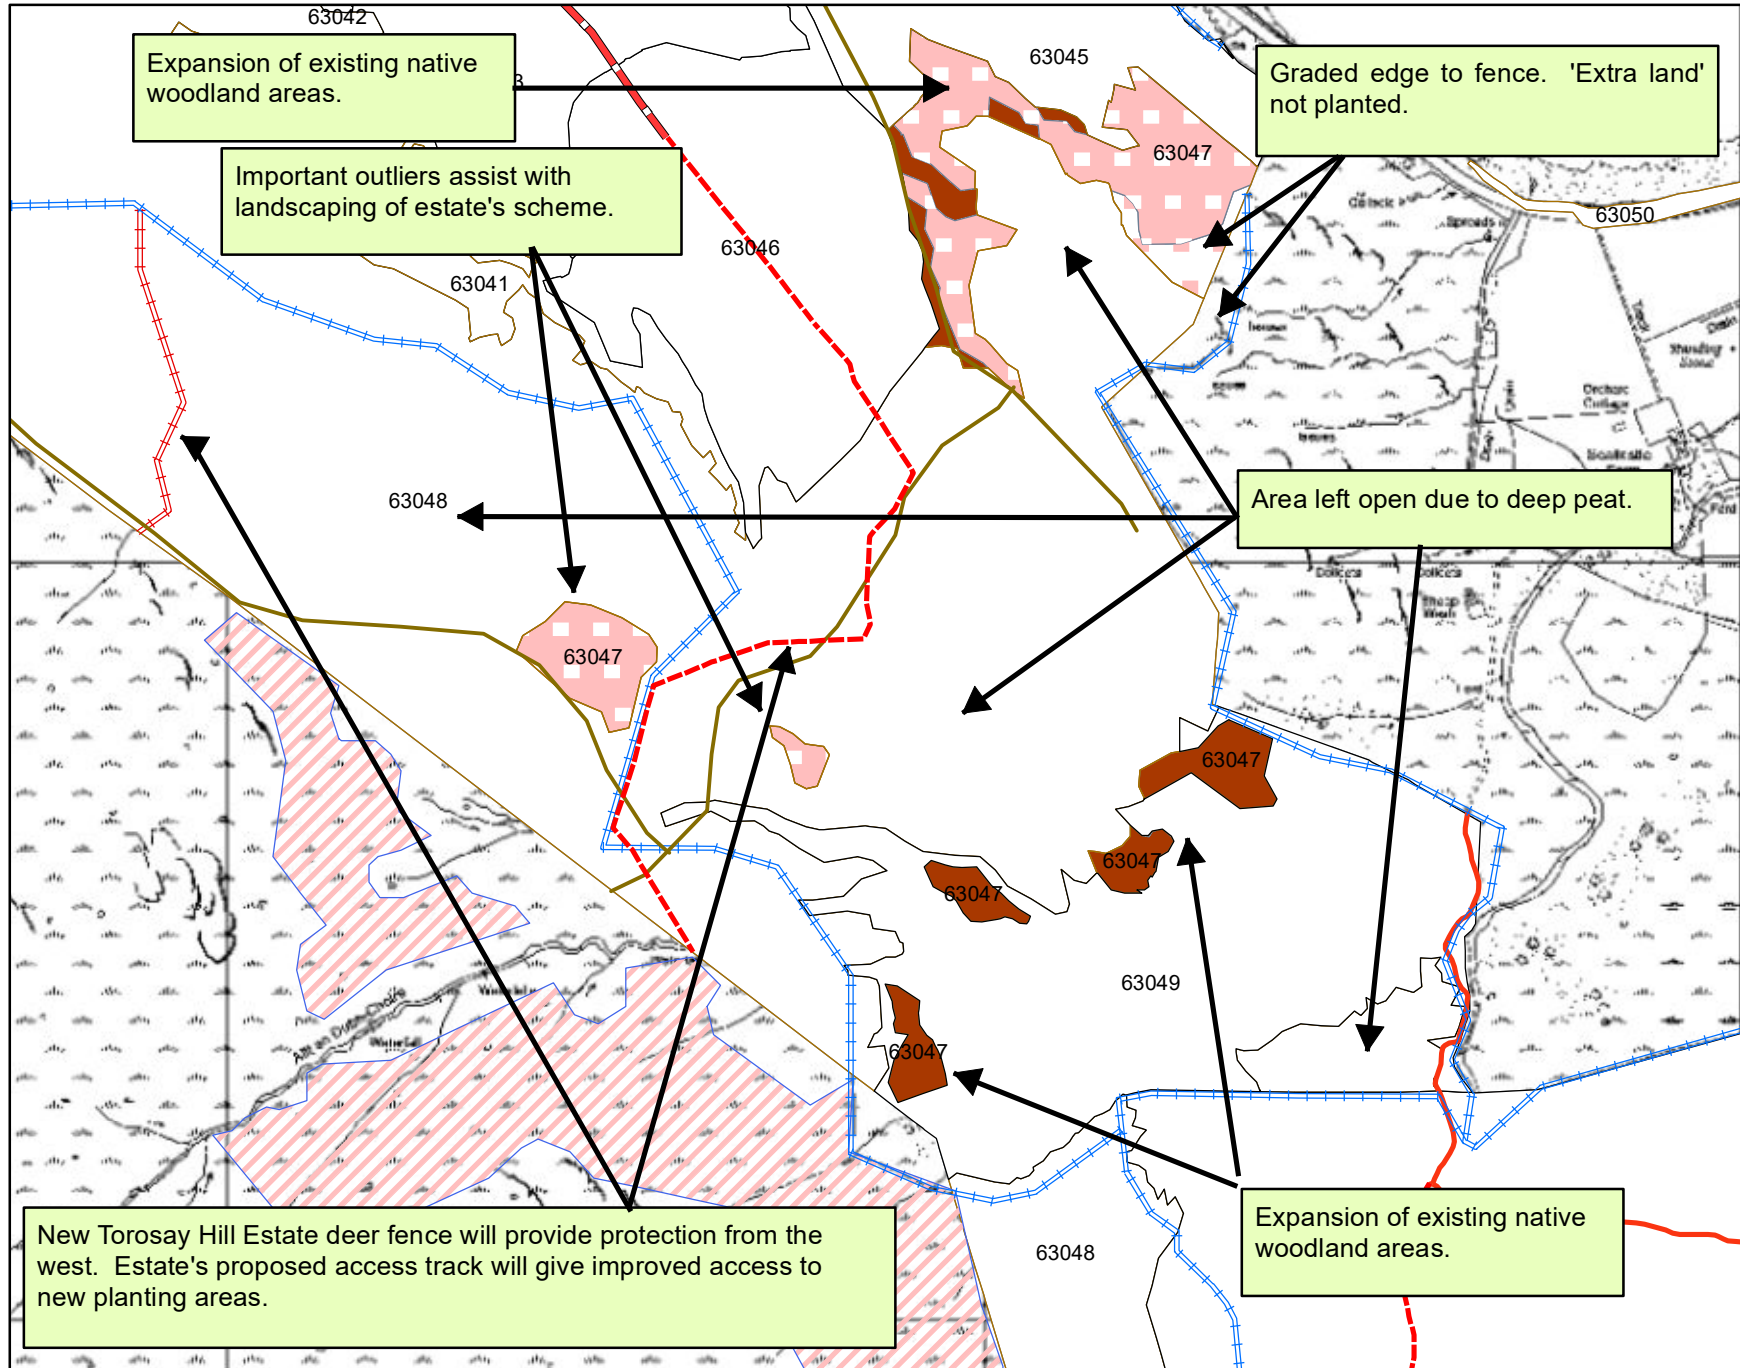 63042
Expansion of existing native
woodland areas.
3
63045
Graded edge to fence.  'Extra land'
not planted.
63047
Important outliers assist with
landscaping of estate's scheme.
63050
63046
63041
63048
Area left open due to deep peat.
63047
63047
63047
63047
63049
63047
New Torosay Hill Estate deer fence will provide protection from the
west.  Estate's proposed access track will give improved access to
new planting areas.
Expansion of existing native
woodland areas.
63048